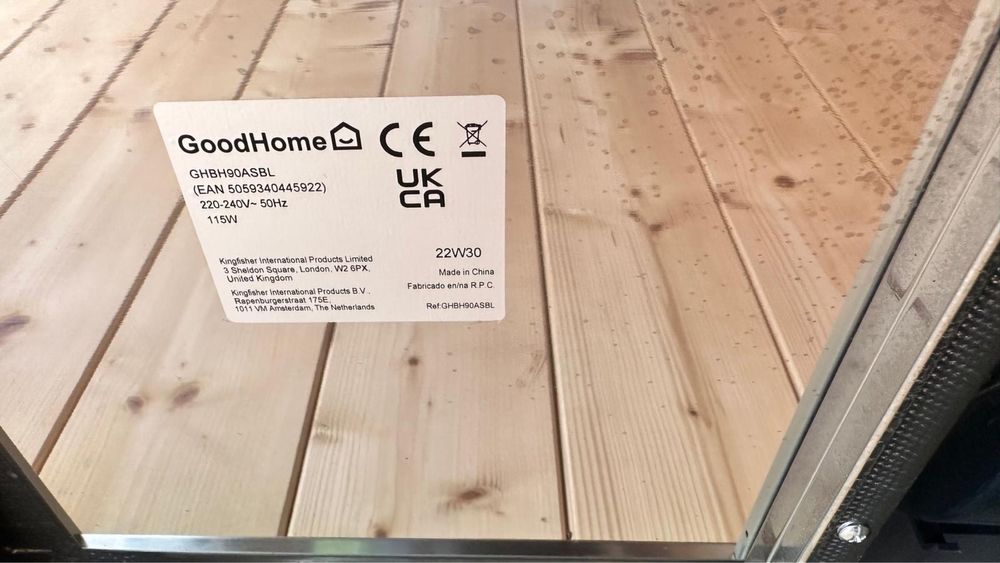 GoodHome
CE
UK
CA
GHBH90ASBL
(EAN 5059340445922)
220-240V~ 50Hz
115W
Kingfisher International Products Limited
3 Sheldon Square, London, W2 6PX,
United Kingdom
Kingfisher International Products B.V.,
Rapenburgerstraat 175E,
1011 VM Amsterdam, The Netherlands
22W30
Made in China
Fabricado en/na R.P.C.
Ref:GHBH90ASBL